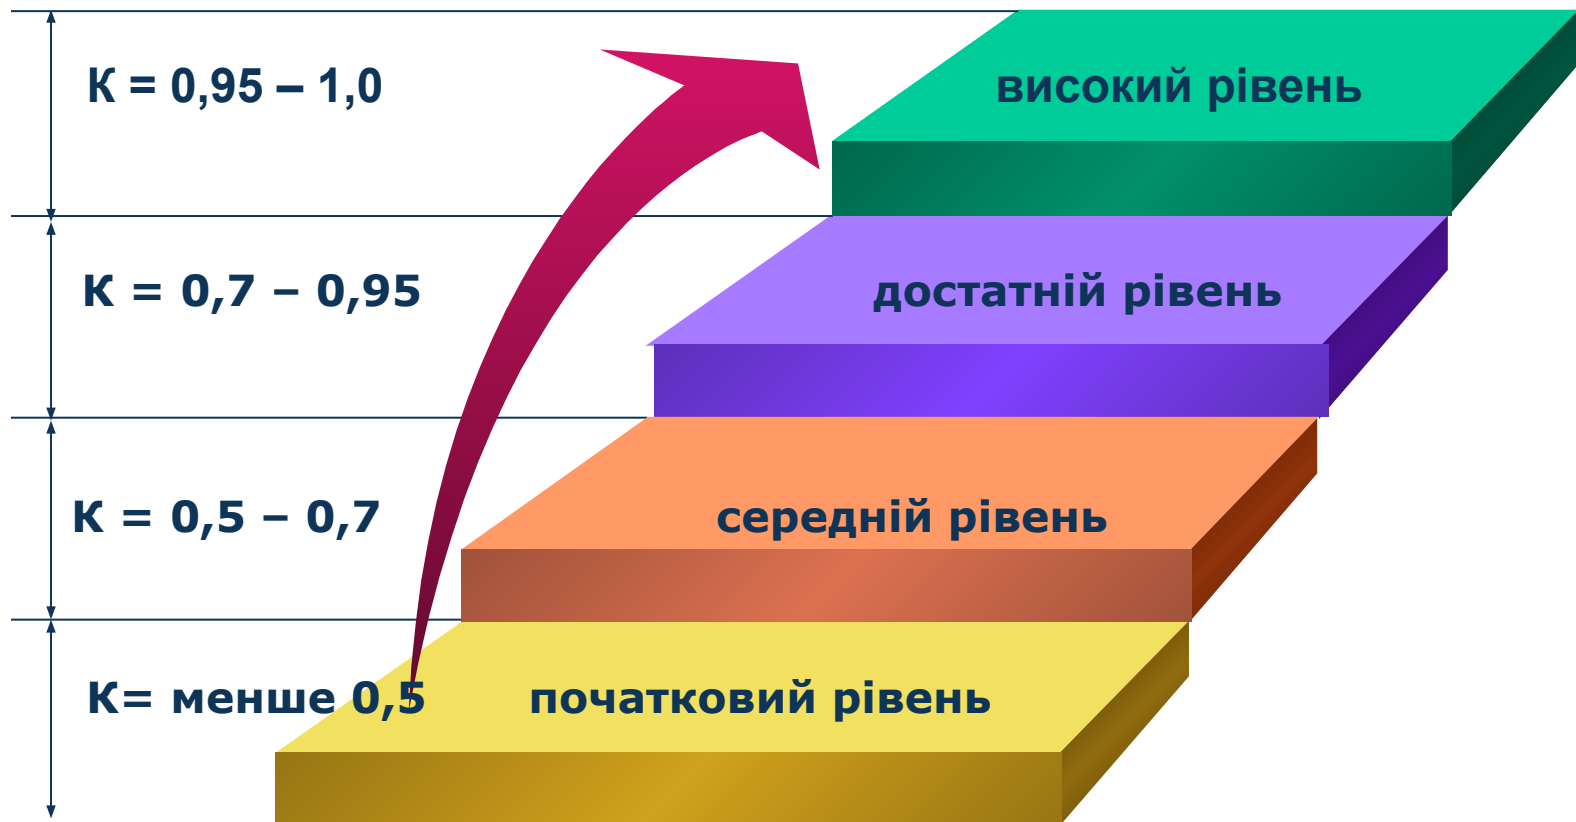 К = 0,95 – 1,0
високий рівень
К = 0,7 – 0,95
достатній рівень
К = 0,5 – 0,7
середній рівень
К= менше 0,5
початковий рівень